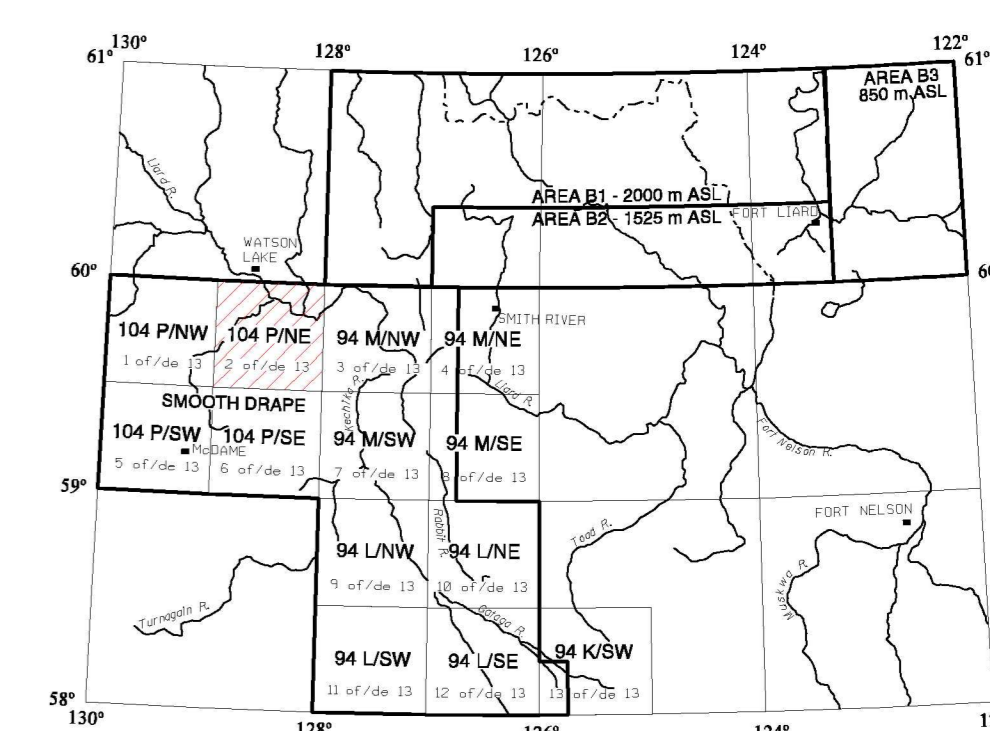 130° 128° 126° 124° 122°
61° 61°
AREA B3
850 m ASL
Liard R.
AREA B1 - 2000 m ASL
AREA B2 - 1525 m ASL
FORT LIARD
WATSON
LAKE
60° 60
SMITH RIVER
104 P/NW 104 P/NE 94 M/NW 94 M/NE
1 of/de 13 2 of/de 13 3 of/de 13 4 of/de 13
Kechika R.
Liard R.
SMOOTH DRAPE
104 P/SW 104 P/SE 94 M/SW 94 M/SE
McDAME
5 of/de 13 6 of/de 13 7 of/de 13 8 of/de 13
Fort Nelson R.
59°
FORT NELSON
Rabbit R.
Toad R.
94 L/NW 94 L/NE
9 of/de 13 10 of/de 13
Muskwa R.
Turnagain R.
Gataga R.
94 L/SW 94 L/SE 94 K/SW
11 of/de 13 12 of/de 13 13 of/de 13
58°
130° 128° 126° 124°